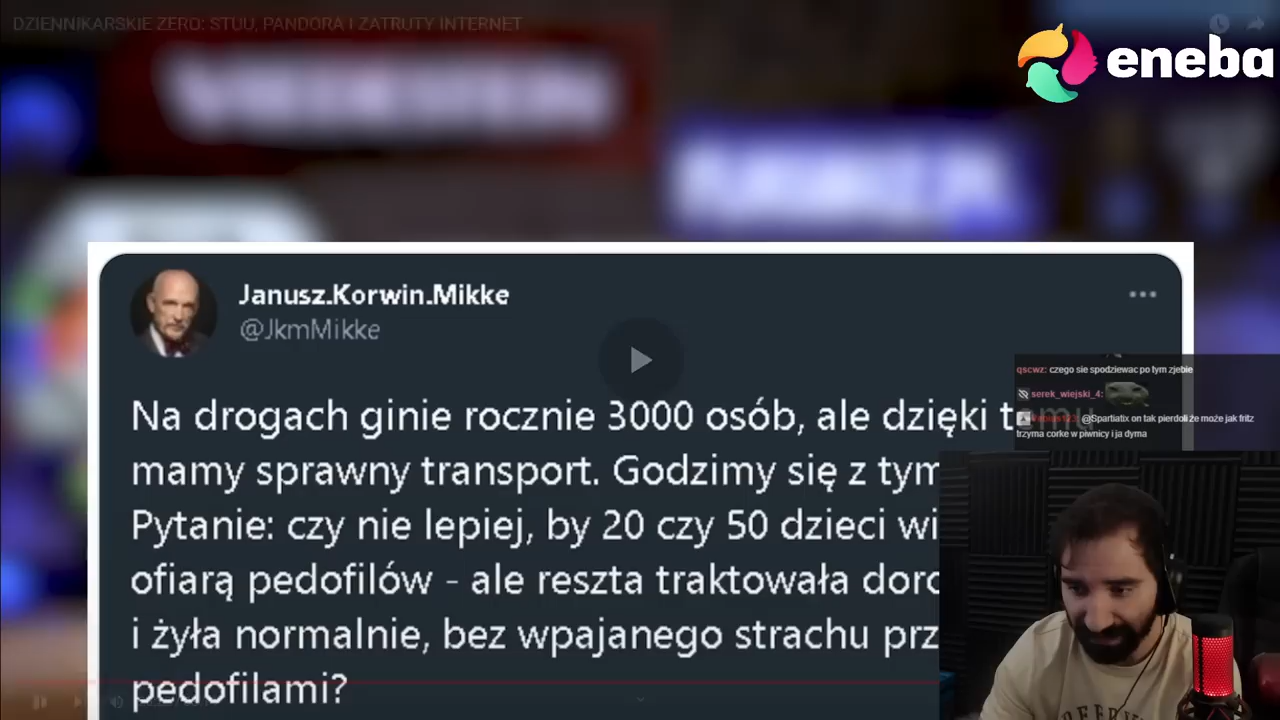 DZIENNIKARSKIE ZERO: STUU, PANDORA I ZATRUTY INTERNET
eneba
Janusz.Korwin.Mikke
@JkmMikke
Na drogach ginie rocznie 3000 osób, ale dzięki
mamy sprawny transport. Godzimy się z tym
Pytanie: czy nie lepiej, by 20 czy 50 dzieci
ofiarą pedofilów - ale reszta traktowała
i żyła normalnie, bez wpajanego strachu
pedofilami?
qscwz: czego sie spodziewac po tym zjebie
serek_wiejski_4:
@Spartiatix on tak pierdoli że może jak fritz
trzyma corke w piwnicy i ja dyma